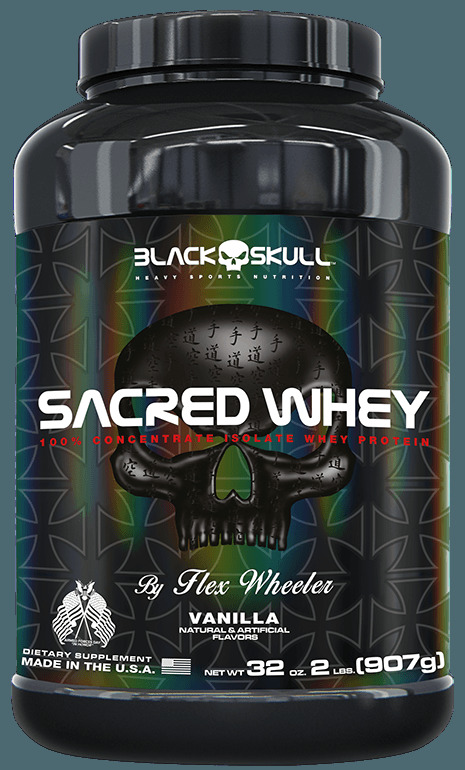 BLACK SKULL™
HEAVY SPORTS NUTRITION
SACRED WHEY
100% CONCENTRATE ISOLATE WHEY PROTEIN
By Flex Wheeler
VANILLA
NATURAL & ARTIFICIAL
FLAVORS
DIETARY SUPPLEMENT
MADE IN THE U.S.A.
NET WT 32 OZ. 2 LBS. (907g)